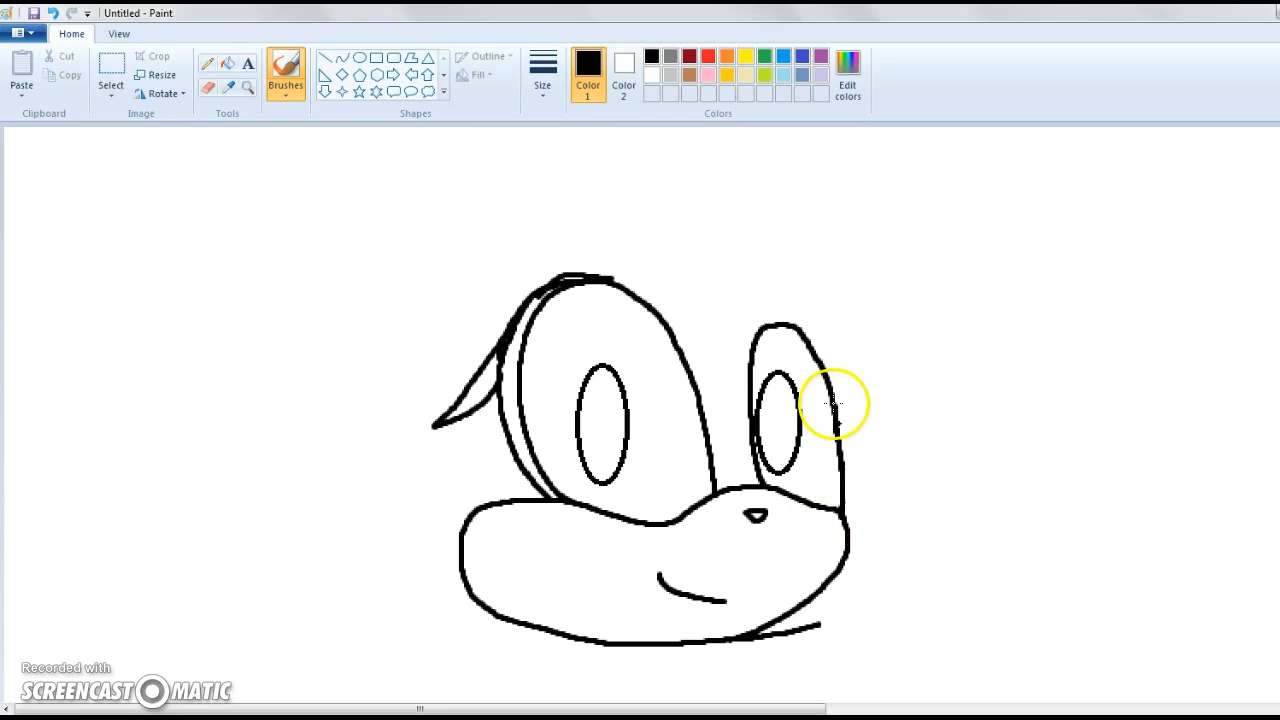 Untitled - Paint
Home View
Paste
Cut
Copy
Clipboard
Select
Crop
Resize
Rotate
Image
A
Tools
Brushes
Outline
Fill
Shapes
Size
Color 1
Color 2
Edit colors
Colors
Recorded with
SCREENCAST-O-MATIC